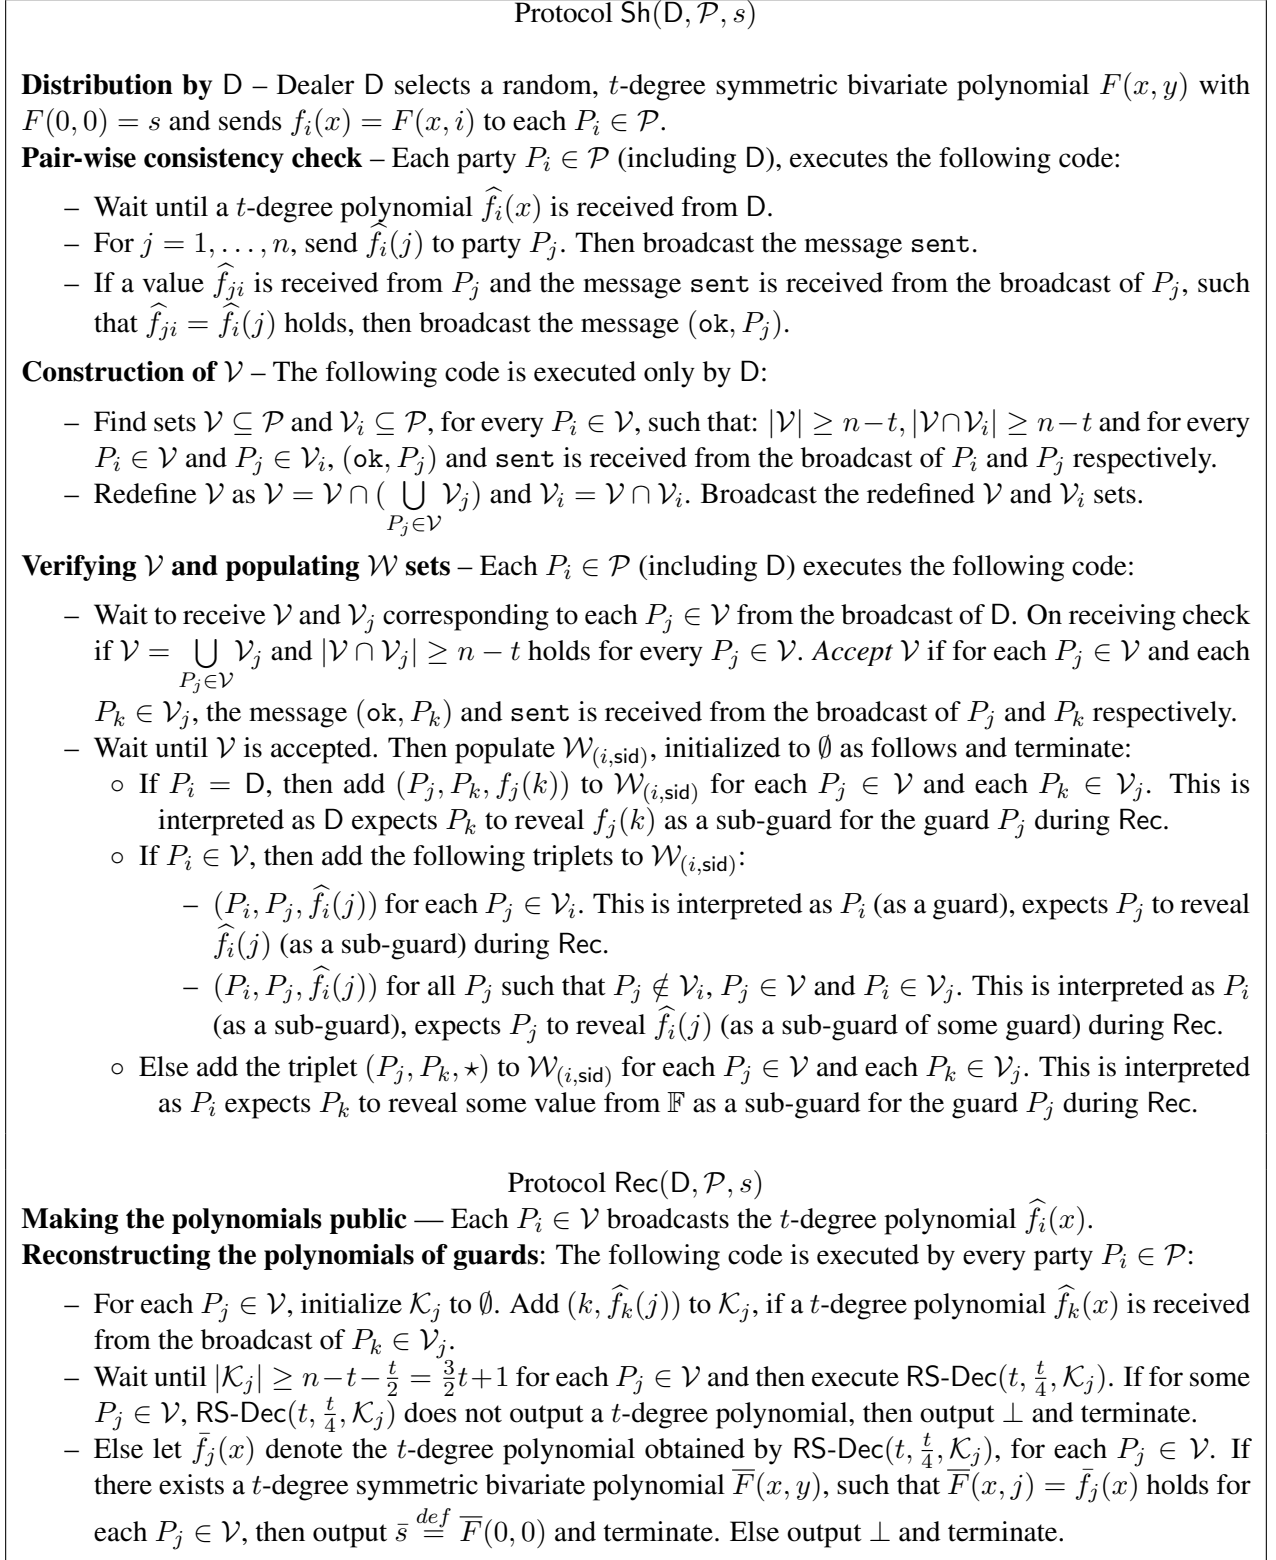 Protocol Sh(D, 𝒫, s)
Distribution by D – Dealer D selects a random, t-degree symmetric bivariate polynomial F(x, y) with
F(0, 0) = s and sends f_i(x) = F(x, i) to each P_i ∈ 𝒫.
Pair-wise consistency check – Each party P_i ∈ 𝒫 (including D), executes the following code:
– Wait until a t-degree polynomial f̂_i(x) is received from D.
– For j = 1, . . . , n, send f̂_i(j) to party P_j. Then broadcast the message sent.
– If a value f̂_{ji} is received from P_j and the message sent is received from the broadcast of P_j, such
that f̂_{ji} = f̂_i(j) holds, then broadcast the message (ok, P_j).
Construction of 𝒱 – The following code is executed only by D:
– Find sets 𝒱 ⊆ 𝒫 and 𝒱_i ⊆ 𝒫, for every P_i ∈ 𝒱, such that: |𝒱| ≥ n−t, |𝒱∩𝒱_i| ≥ n−t and for every
P_i ∈ 𝒱 and P_j ∈ 𝒱_i, (ok, P_j) and sent is received from the broadcast of P_i and P_j respectively.
– Redefine 𝒱 as 𝒱 = 𝒱 ∩ (⋃_{P_j∈𝒱} 𝒱_j) and 𝒱_i = 𝒱 ∩ 𝒱_i. Broadcast the redefined 𝒱 and 𝒱_i sets.
Verifying 𝒱 and populating 𝒲 sets – Each P_i ∈ 𝒫 (including D) executes the following code:
– Wait to receive 𝒱 and 𝒱_j corresponding to each P_j ∈ 𝒱 from the broadcast of D. On receiving check
if 𝒱 = ⋃_{P_j∈𝒱} 𝒱_j and |𝒱 ∩ 𝒱_j| ≥ n − t holds for every P_j ∈ 𝒱. Accept 𝒱 if for each P_j ∈ 𝒱 and each
P_k ∈ 𝒱_j, the message (ok, P_k) and sent is received from the broadcast of P_j and P_k respectively.
– Wait until 𝒱 is accepted. Then populate 𝒲_{(i,sid)}, initialized to ∅ as follows and terminate:
○ If P_i = D, then add (P_j, P_k, f_j(k)) to 𝒲_{(i,sid)} for each P_j ∈ 𝒱 and each P_k ∈ 𝒱_j. This is
interpreted as D expects P_k to reveal f_j(k) as a sub-guard for the guard P_j during Rec.
○ If P_i ∈ 𝒱, then add the following triplets to 𝒲_{(i,sid)}:
– (P_i, P_j, f̂_i(j)) for each P_j ∈ 𝒱_i. This is interpreted as P_i (as a guard), expects P_j to reveal
f̂_i(j) (as a sub-guard) during Rec.
– (P_i, P_j, f̂_i(j)) for all P_j such that P_j ∉ 𝒱_i, P_j ∈ 𝒱 and P_i ∈ 𝒱_j. This is interpreted as P_i
(as a sub-guard), expects P_j to reveal f̂_i(j) (as a sub-guard of some guard) during Rec.
○ Else add the triplet (P_j, P_k, ⋆) to 𝒲_{(i,sid)} for each P_j ∈ 𝒱 and each P_k ∈ 𝒱_j. This is interpreted
as P_i expects P_k to reveal some value from 𝔽 as a sub-guard for the guard P_j during Rec.
Protocol Rec(D, 𝒫, s)
Making the polynomials public — Each P_i ∈ 𝒱 broadcasts the t-degree polynomial f̂_i(x).
Reconstructing the polynomials of guards: The following code is executed by every party P_i ∈ 𝒫:
– For each P_j ∈ 𝒱, initialize 𝒦_j to ∅. Add (k, f̂_k(j)) to 𝒦_j, if a t-degree polynomial f̂_k(x) is received
from the broadcast of P_k ∈ 𝒱_j.
– Wait until |𝒦_j| ≥ n−t−t/2 = 3/2 t+1 for each P_j ∈ 𝒱 and then execute RS-Dec(t, t/4, 𝒦_j). If for some
P_j ∈ 𝒱, RS-Dec(t, t/4, 𝒦_j) does not output a t-degree polynomial, then output ⊥ and terminate.
– Else let f̄_j(x) denote the t-degree polynomial obtained by RS-Dec(t, t/4, 𝒦_j), for each P_j ∈ 𝒱. If
there exists a t-degree symmetric bivariate polynomial F̅(x, y), such that F̅(x, j) = f̄_j(x) holds for
each P_j ∈ 𝒱, then output s̄ =^{def} F̅(0, 0) and terminate. Else output ⊥ and terminate.